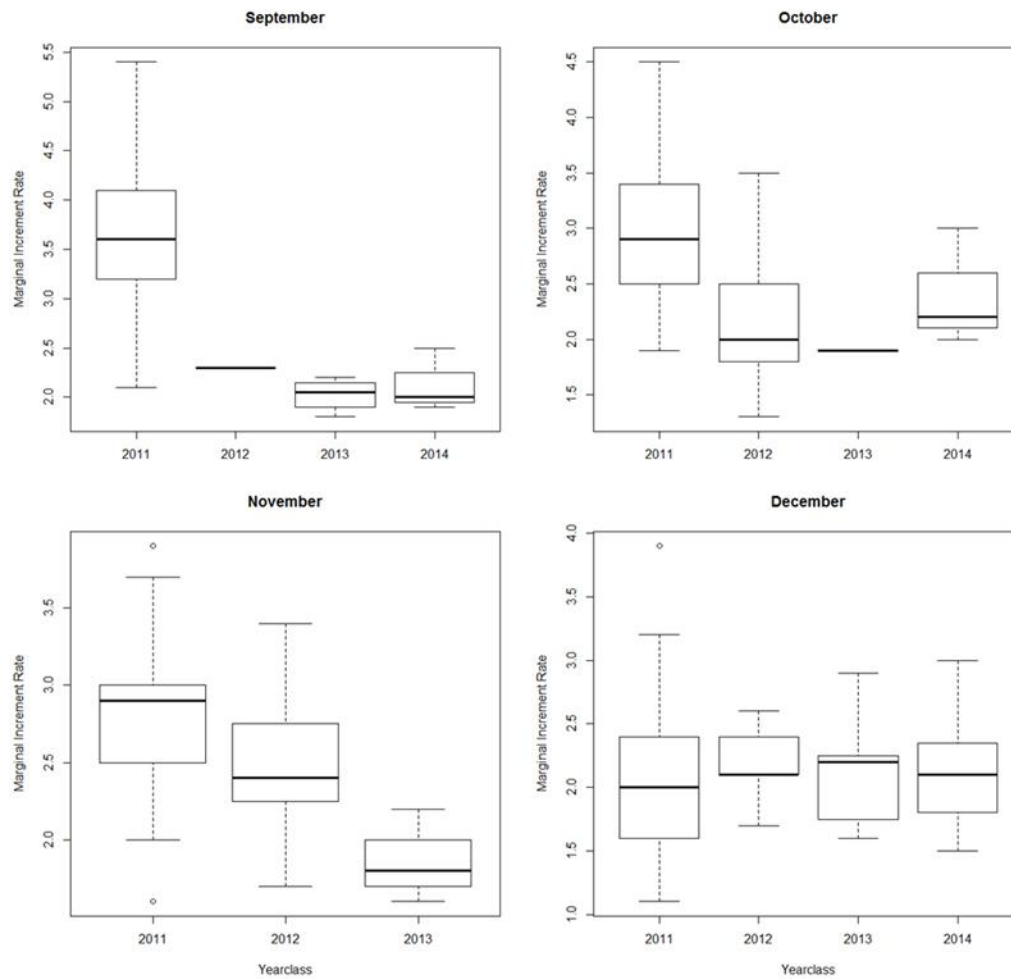 September
Marginal Increment Rate
5.5
5.0
4.5
4.0
3.5
3.0
2.5
2.0
2011 2012 2013 2014
October
Marginal Increment Rate
4.5
4.0
3.5
3.0
2.5
2.0
1.5
2011 2012 2013 2014
November
Marginal Increment Rate
3.5
3.0
2.5
2.0
2011 2012 2013
Yearclass
December
Marginal Increment Rate
4.0
3.5
3.0
2.5
2.0
1.5
1.0
2011 2012 2013 2014
Yearclass